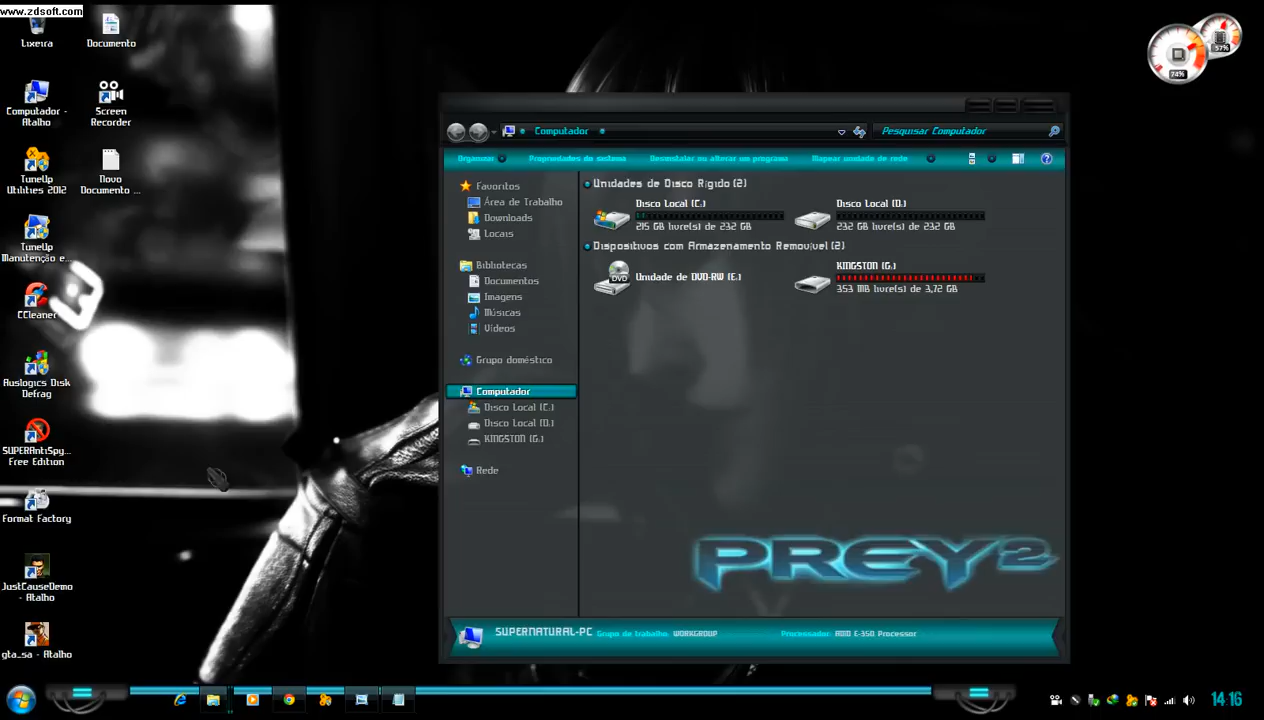 www.zdsoft.com
Lixeira
Documento
Computador - Atalho
Screen Recorder
TuneUp Utilities 2012
Novo Documento ...
TuneUp Manutenção e...
CCleaner
Auslogics Disk Defrag
SUPERAntiSpy... Free Edition
Format Factory
JustCauseDemo - Atalho
gta_sa - Atalho
74%
57%
Computador
Pesquisar Computador
Organizar
Propriedades do sistema
Desinstalar ou alterar um programa
Mapear unidade de rede
Favoritos
Área de Trabalho
Downloads
Locais
Bibliotecas
Documentos
Imagens
Músicas
Vídeos
Grupo doméstico
Computador
Disco Local (C:)
Disco Local (D:)
KINGSTON (G:)
Rede
Unidades de Disco Rígido (2)
Disco Local (C:)
215 GB livre(s) de 232 GB
Disco Local (D:)
232 GB livre(s) de 232 GB
Dispositivos com Armazenamento Removível (2)
DVD
Unidade de DVD-RW (E:)
KINGSTON (G:)
353 MB livre(s) de 3,72 GB
PREY 2
SUPERNATURAL-PC
Grupo de trabalho: WORKGROUP
Processador: AMD E-350 Processor
14:16